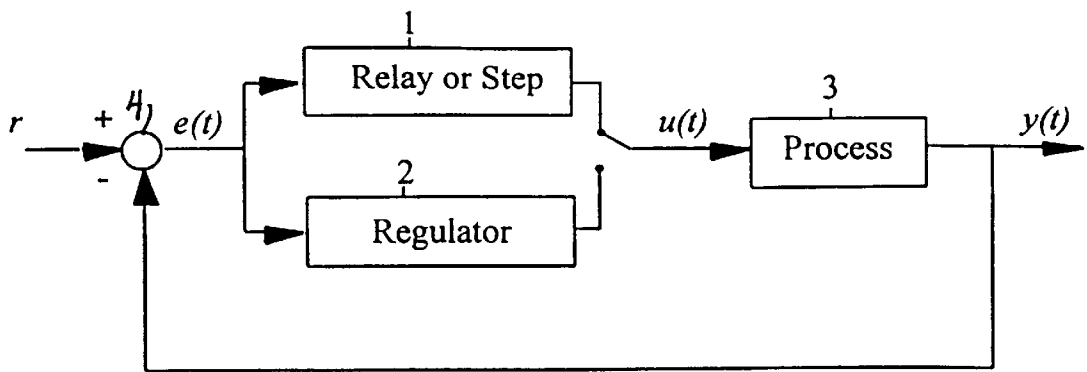 1
Relay or Step
r
+
4)
e(t)
-
u(t)
3
Process
y(t)
2
Regulator